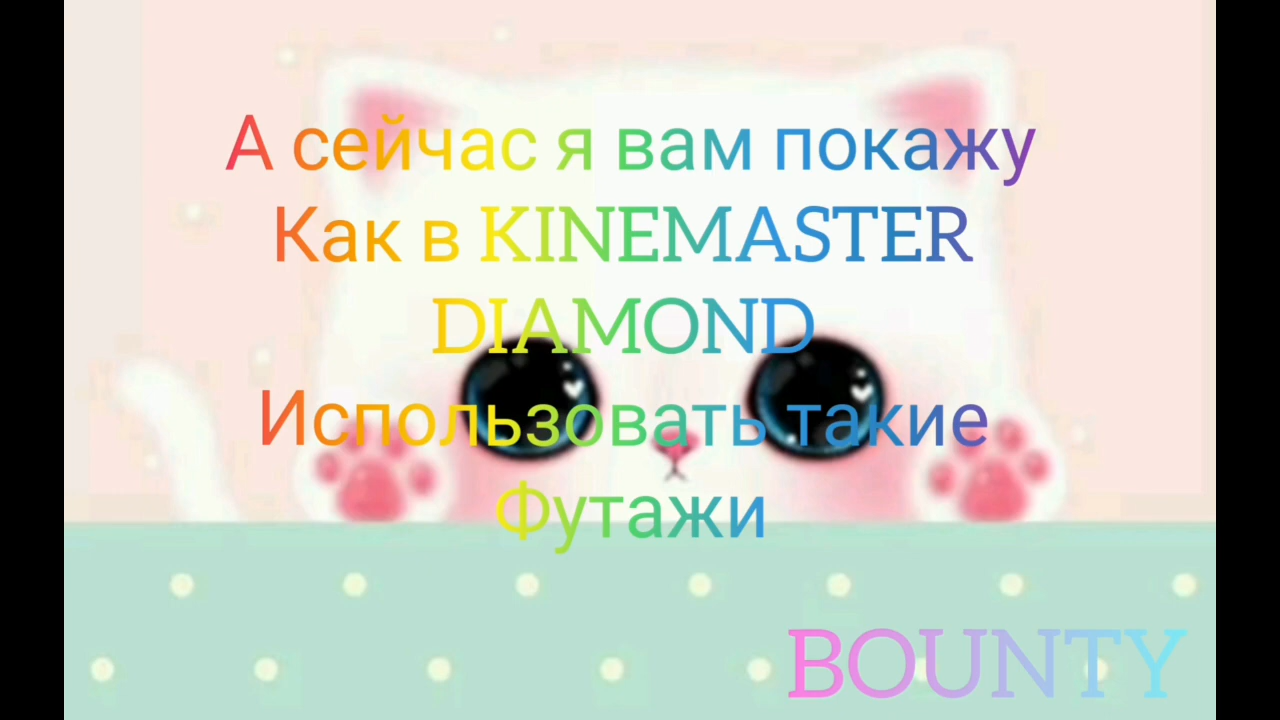 А сейчас я вам покажу
Как в KINEMASTER
DIAMOND
Использовать такие
Футажи
BOUNTY